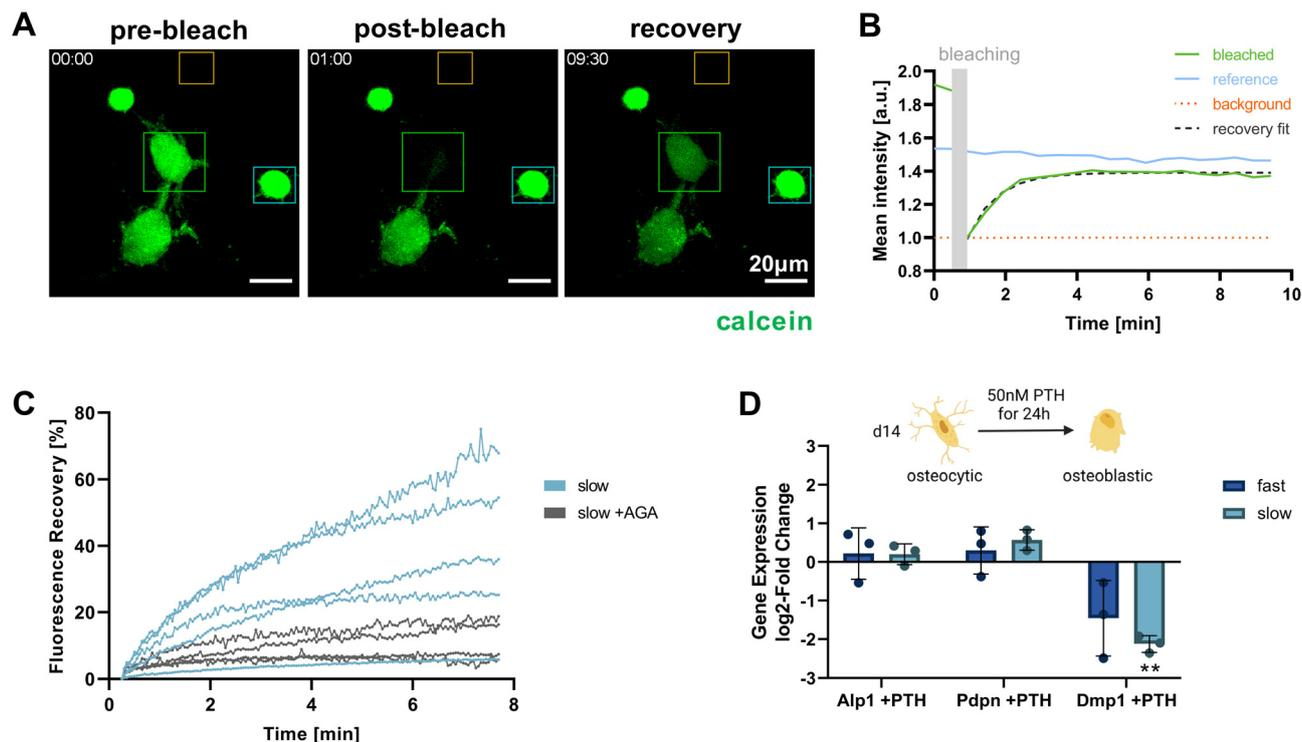 A
pre-bleach
post-bleach
recovery
00:00
01:00
09:30
20µm
calcein
B
bleaching
bleached
reference
background
recovery fit
Mean intensity [a.u.]
2.0
1.8
1.6
1.4
1.2
1.0
0.8
0
2
4
6
8
10
Time [min]
C
Fluorescence Recovery [%]
80
60
40
20
0
0
2
4
6
8
Time [min]
slow
slow +AGA
D
d14
50nM PTH
for 24h
osteocytic
osteoblastic
Gene Expression
log2-Fold Change
3
2
1
0
-1
-2
-3
**
Alp1 +PTH
Pdpn +PTH
Dmp1 +PTH
fast
slow